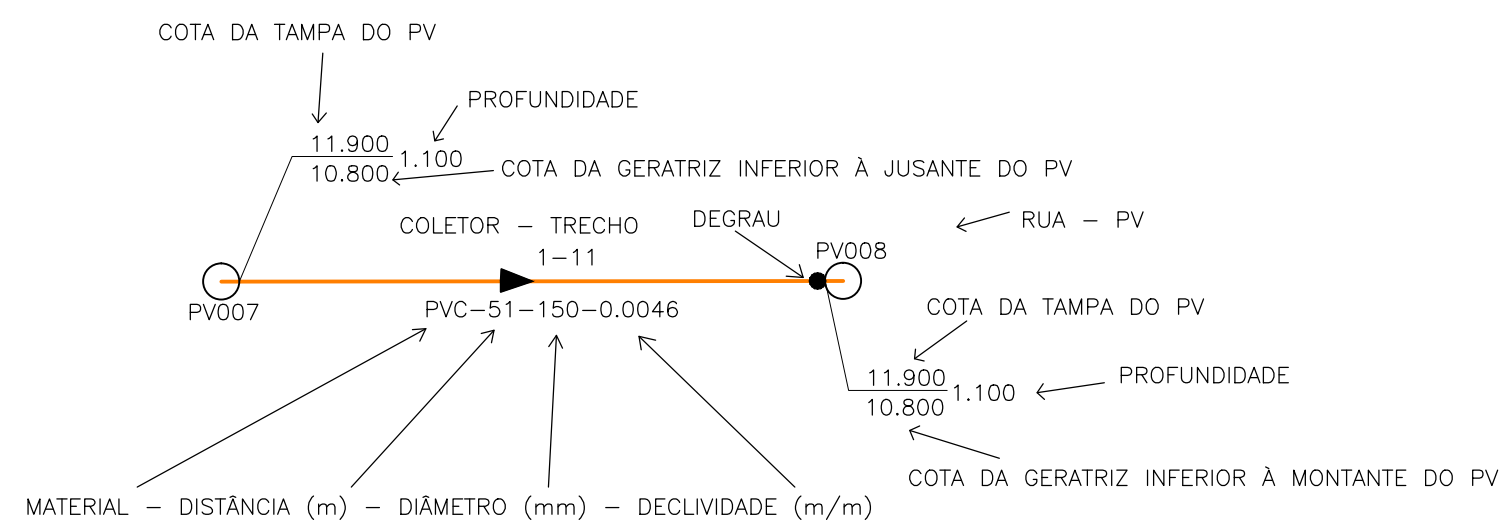 COTA DA TAMPA DO PV
PROFUNDIDADE
11.900
1.100
10.800
COTA DA GERATRIZ INFERIOR À JUSANTE DO PV
COLETOR – TRECHO
DEGRAU
RUA – PV
1–11
PV008
PV007
PVC–51–150–0.0046
COTA DA TAMPA DO PV
11.900
1.100
10.800
PROFUNDIDADE
COTA DA GERATRIZ INFERIOR À MONTANTE DO PV
MATERIAL – DISTÂNCIA (m) – DIÂMETRO (mm) – DECLIVIDADE (m/m)